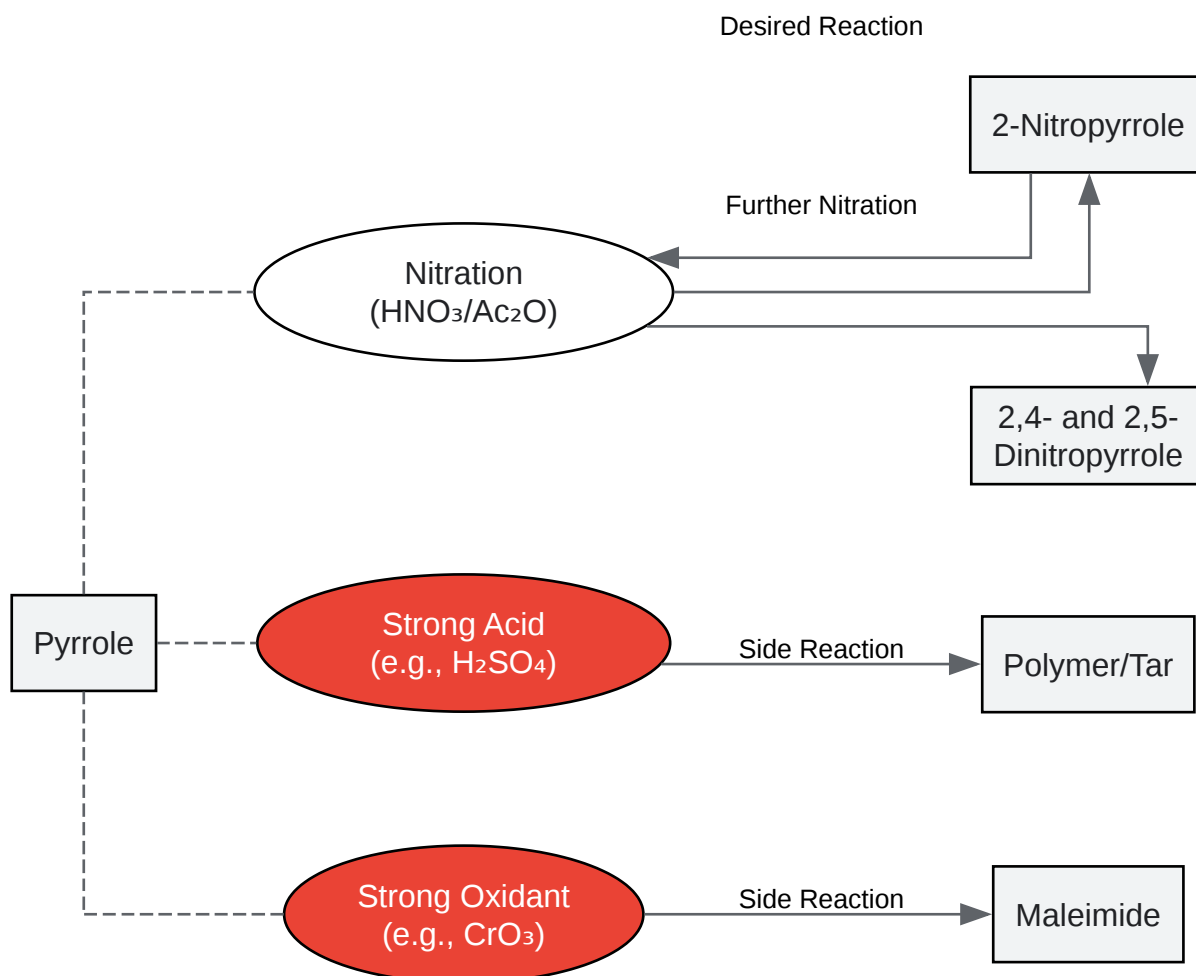 Desired Reaction
2-Nitropyrrole
Further Nitration
Nitration
(HNO₃/Ac₂O)
2,4- and 2,5-
Dinitropyrrole
Pyrrole
Strong Acid
(e.g., H₂SO₄)
Side Reaction
Polymer/Tar
Strong Oxidant
(e.g., CrO₃)
Side Reaction
Maleimide